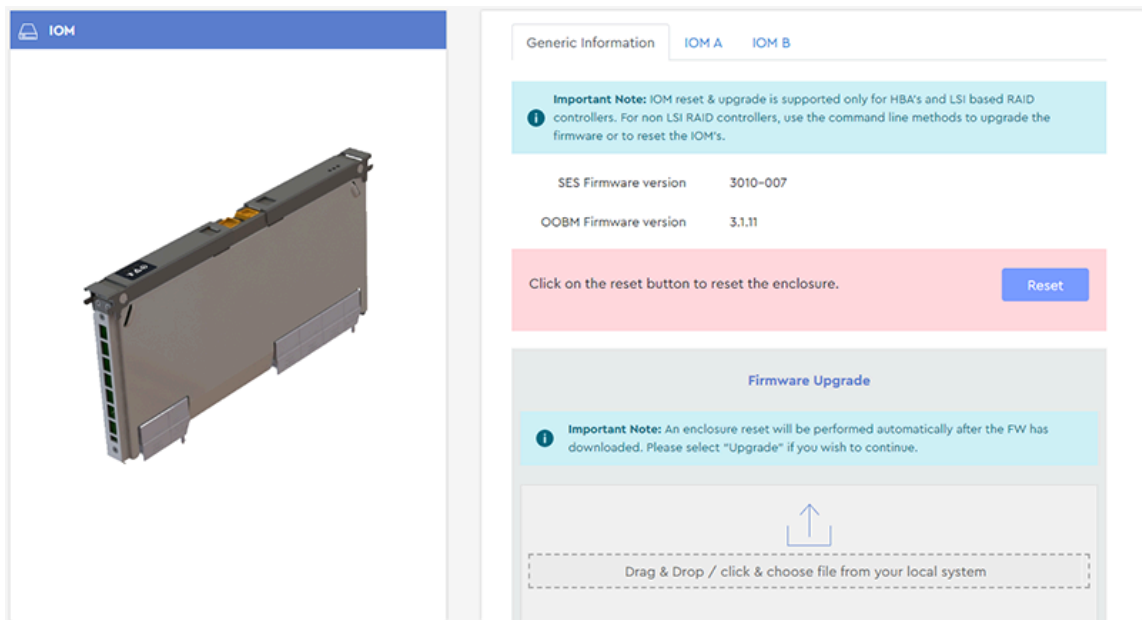 IOM
Generic Information
IOM A
IOM B
Important Note: IOM reset & upgrade is supported only for HBA's and LSI based RAID
controllers. For non LSI RAID controllers, use the command line methods to upgrade the
firmware or to reset the IOM's.
SES Firmware version 3010-007
OOBM Firmware version 3.1.11
Click on the reset button to reset the enclosure.
Reset
Firmware Upgrade
Important Note: An enclosure reset will be performed automatically after the FW has
downloaded. Please select "Upgrade" if you wish to continue.
Drag & Drop / click & choose file from your local system